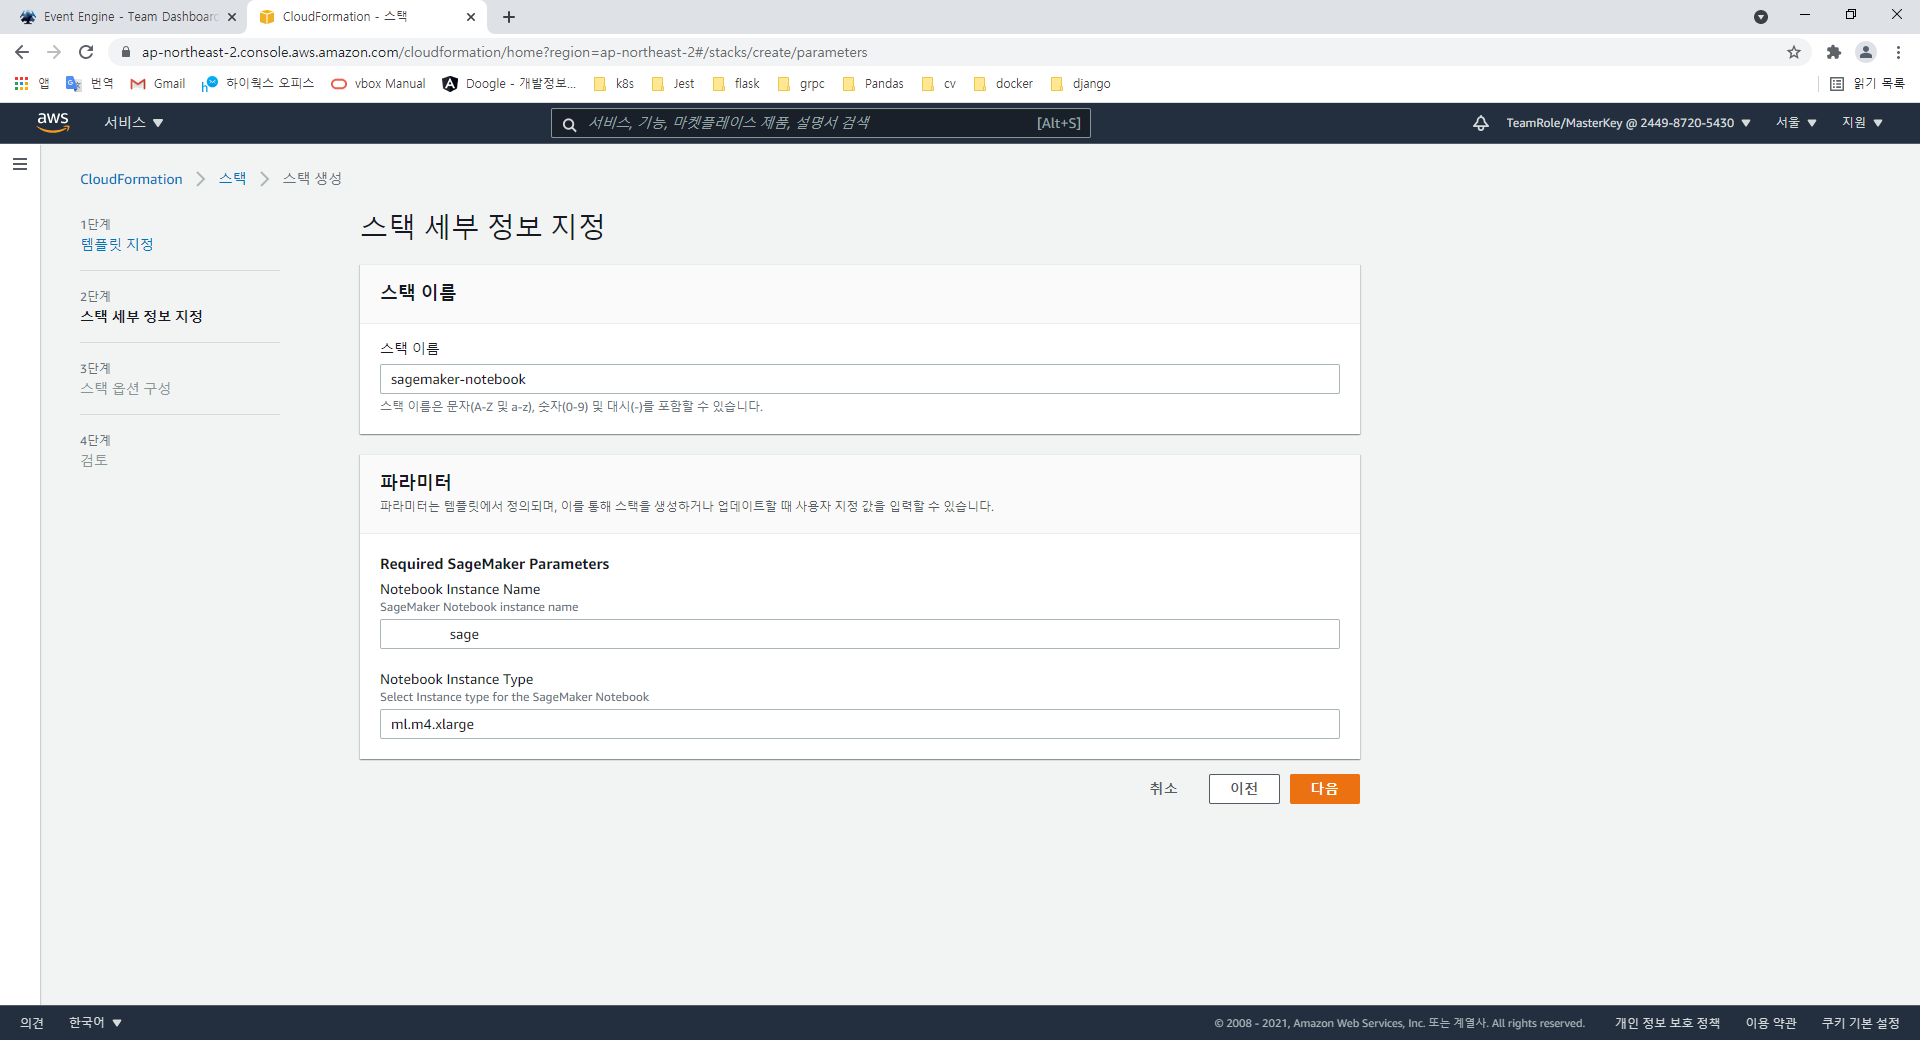 Event Engine - Team Dashboard
CloudFormation - 스택
ap-northeast-2.console.aws.amazon.com/cloudformation/home?region=ap-northeast-2#/stacks/create/parameters
앱
번역
Gmail
하이웍스 오피스
vbox Manual
Doogle - 개발정보...
k8s
Jest
flask
grpc
Pandas
cv
docker
django
읽기 목록
aws
서비스
서비스, 기능, 마켓플레이스 제품, 설명서 검색
[Alt+S]
TeamRole/MasterKey @ 2449-8720-5430
서울
지원
CloudFormation
스택
스택 생성
1단계
템플릿 지정
2단계
스택 세부 정보 지정
3단계
스택 옵션 구성
4단계
검토
스택 세부 정보 지정
스택 이름
스택 이름
sagemaker-notebook
스택 이름은 문자(A-Z 및 a-z), 숫자(0-9) 및 대시(-)를 포함할 수 있습니다.
파라미터
파라미터는 템플릿에서 정의되며, 이를 통해 스택을 생성하거나 업데이트할 때 사용자 지정 값을 입력할 수 있습니다.
Required SageMaker Parameters
Notebook Instance Name
SageMaker Notebook instance name
sage
Notebook Instance Type
Select Instance type for the SageMaker Notebook
ml.m4.xlarge
취소
이전
다음
의견
한국어
© 2008 - 2021, Amazon Web Services, Inc. 또는 계열사. All rights reserved.
개인 정보 보호 정책
이용 약관
쿠키 기본 설정